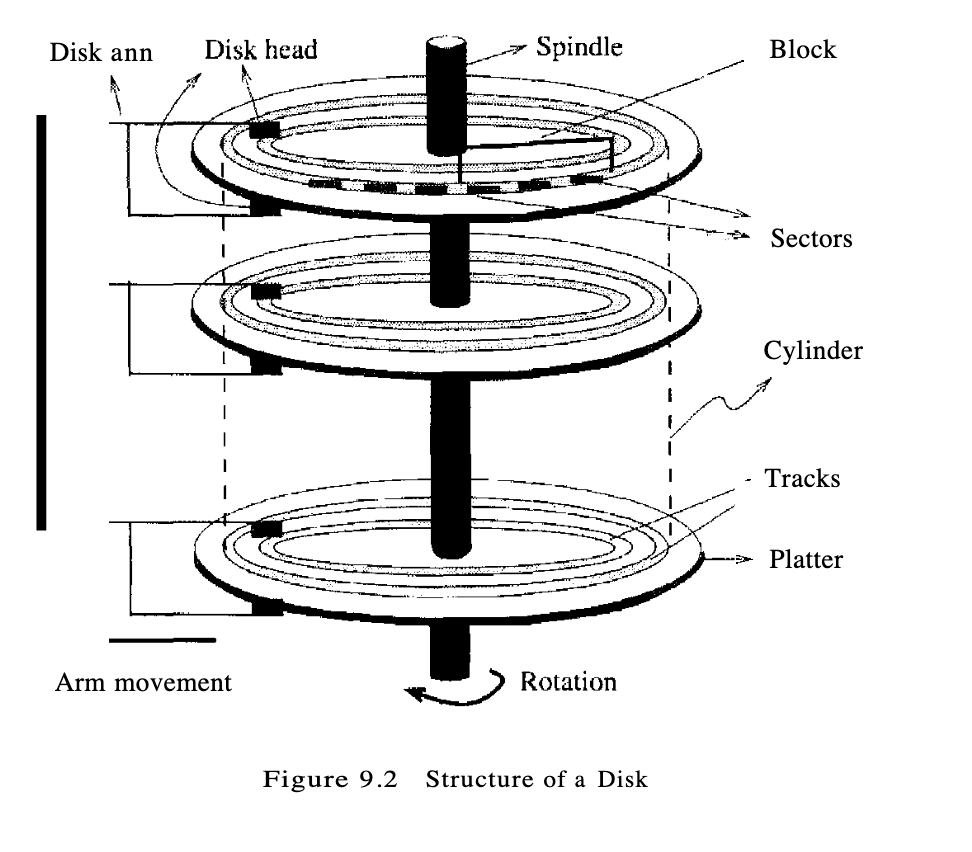 Disk ann
Disk head
Spindle
Block
Sectors
Cylinder
Tracks
Platter
Arm movement
Rotation
Figure 9.2 Structure of a Disk